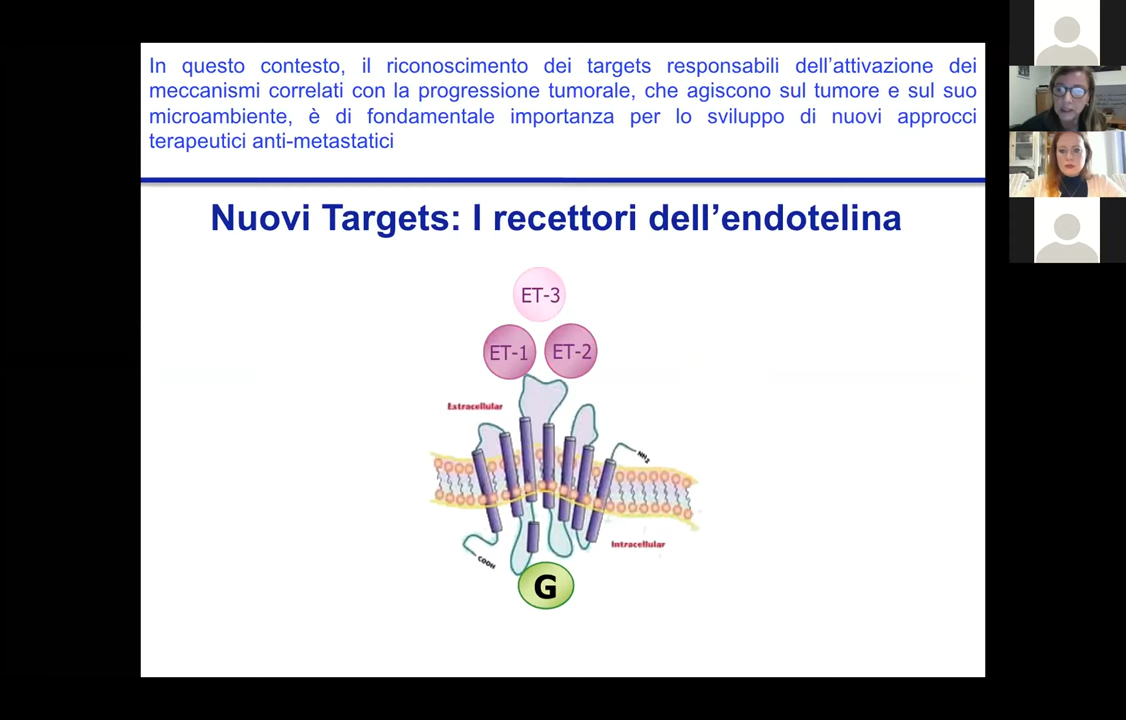 In questo contesto, il riconoscimento dei targets responsabili dell’attivazione dei
meccanismi correlati con la progressione tumorale, che agiscono sul tumore e sul suo
microambiente, è di fondamentale importanza per lo sviluppo di nuovi approcci
terapeutici anti-metastatici
Nuovi Targets: I recettori dell’endotelina
ET-3
ET-1
ET-2
Extracellular
NH2
Intracellular
COOH
G